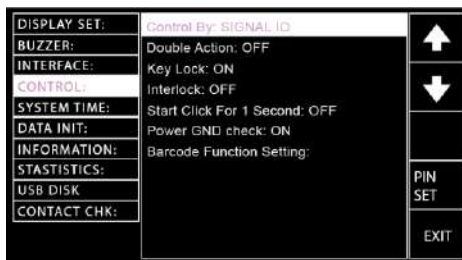 DISPLAY SET:
BUZZER:
INTERFACE:
CONTROL:
SYSTEM TIME:
DATA INIT:
INFORMATION:
STASTISTICS:
USB DISK
CONTACT CHK:
Control By: SIGNAL IO
Double Action: OFF
Key Lock: ON
Interlock: OFF
Start Click For 1 Second: OFF
Power GND check: ON
Barcode Function Setting:
PIN
SET
EXIT